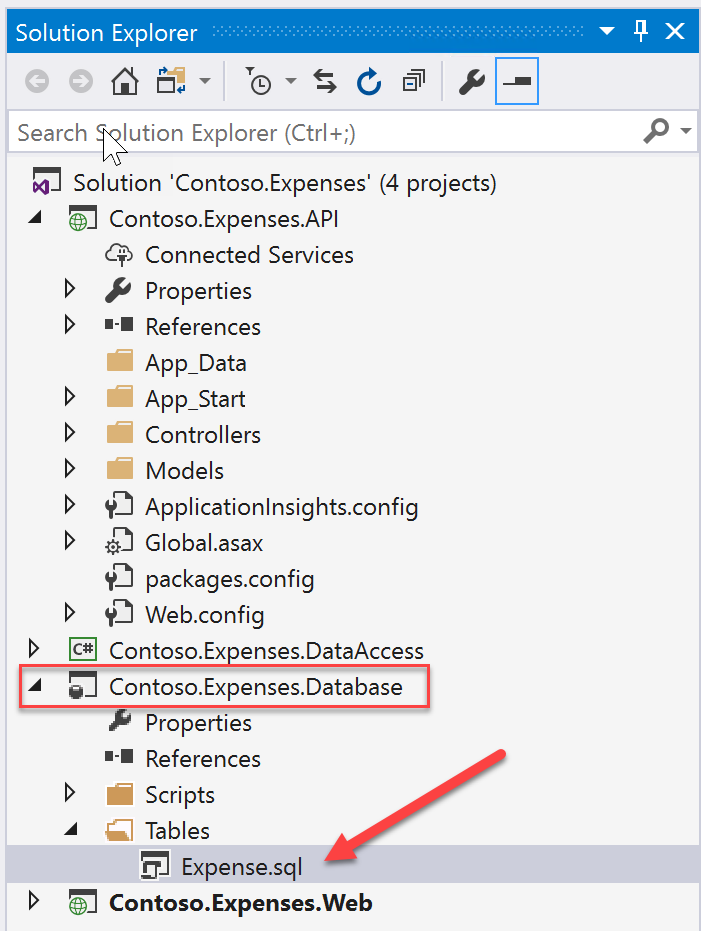 Solution Explorer
Search Solution Explorer (Ctrl+;)
Solution 'Contoso.Expenses' (4 projects)
Contoso.Expenses.API
Connected Services
Properties
References
App_Data
App_Start
Controllers
Models
ApplicationInsights.config
Global.asax
packages.config
Web.config
C# Contoso.Expenses.DataAccess
Contoso.Expenses.Database
Properties
References
Scripts
Tables
Expense.sql
Contoso.Expenses.Web